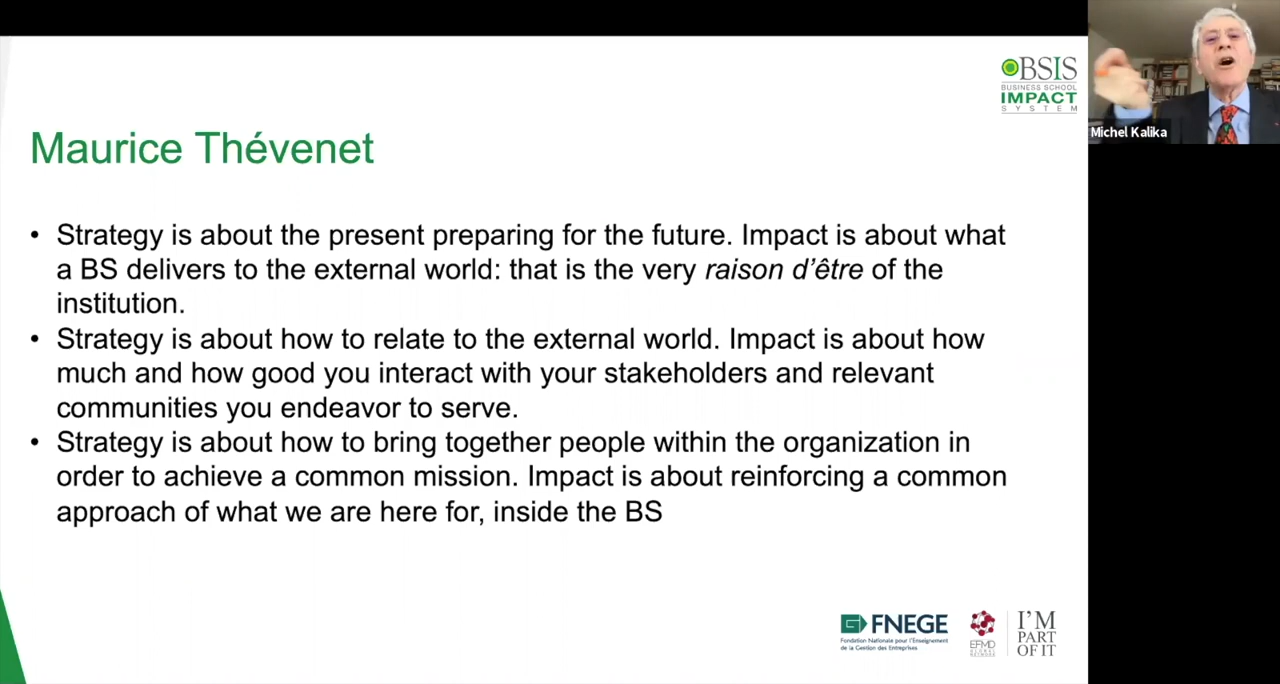 BSIS
BUSINESS SCHOOL
IMPACT
SYSTEM
Michel Kalika
Maurice Thévenet
• Strategy is about the present preparing for the future. Impact is about what
a BS delivers to the external world: that is the very raison d’être of the
institution.
• Strategy is about how to relate to the external world. Impact is about how
much and how good you interact with your stakeholders and relevant
communities you endeavor to serve.
• Strategy is about how to bring together people within the organization in
order to achieve a common mission. Impact is about reinforcing a common
approach of what we are here for, inside the BS
FNEGE
Fondation Nationale pour l'Enseignement
de la Gestion des Entreprises
EFMD
GLOBAL
NETWORK
I’M
PART
OF IT